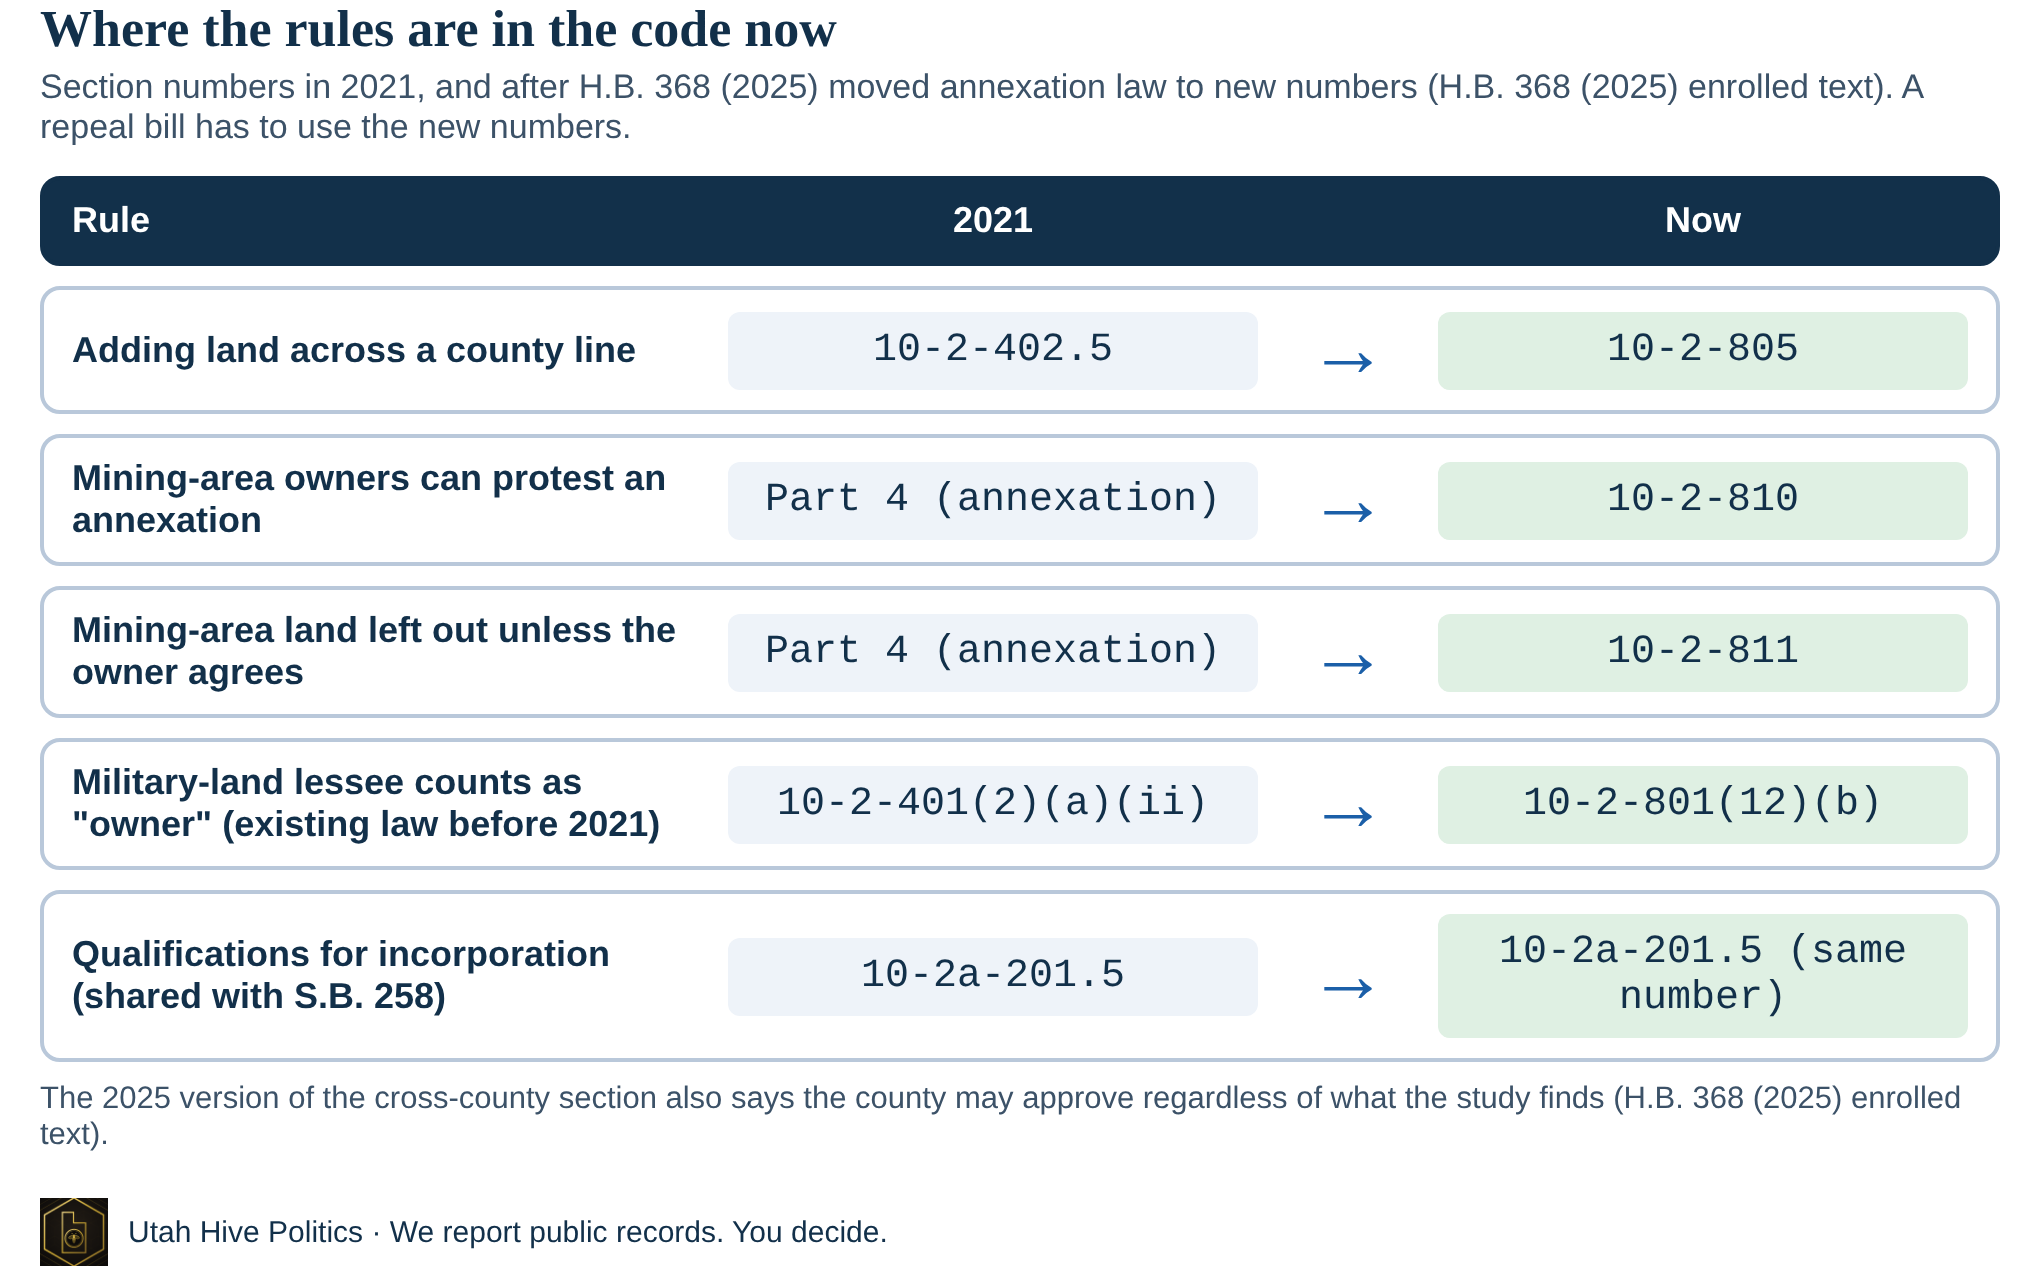 Where the rules are in the code now
Section numbers in 2021, and after H.B. 368 (2025) moved annexation law to new numbers (H.B. 368 (2025) enrolled text). A
repeal bill has to use the new numbers.
Rule 2021 Now
Adding land across a county line 10-2-402.5 → 10-2-805
Mining-area owners can protest an
annexation
Part 4 (annexation) → 10-2-810
Mining-area land left out unless the
owner agrees
Part 4 (annexation) → 10-2-811
Military-land lessee counts as
"owner" (existing law before 2021)
10-2-401(2)(a)(ii) → 10-2-801(12)(b)
Qualifications for incorporation
(shared with S.B. 258)
10-2a-201.5 → 10-2a-201.5 (same
number)
The 2025 version of the cross-county section also says the county may approve regardless of what the study finds (H.B. 368 (2025) enrolled
text).
Utah Hive Politics · We report public records. You decide.